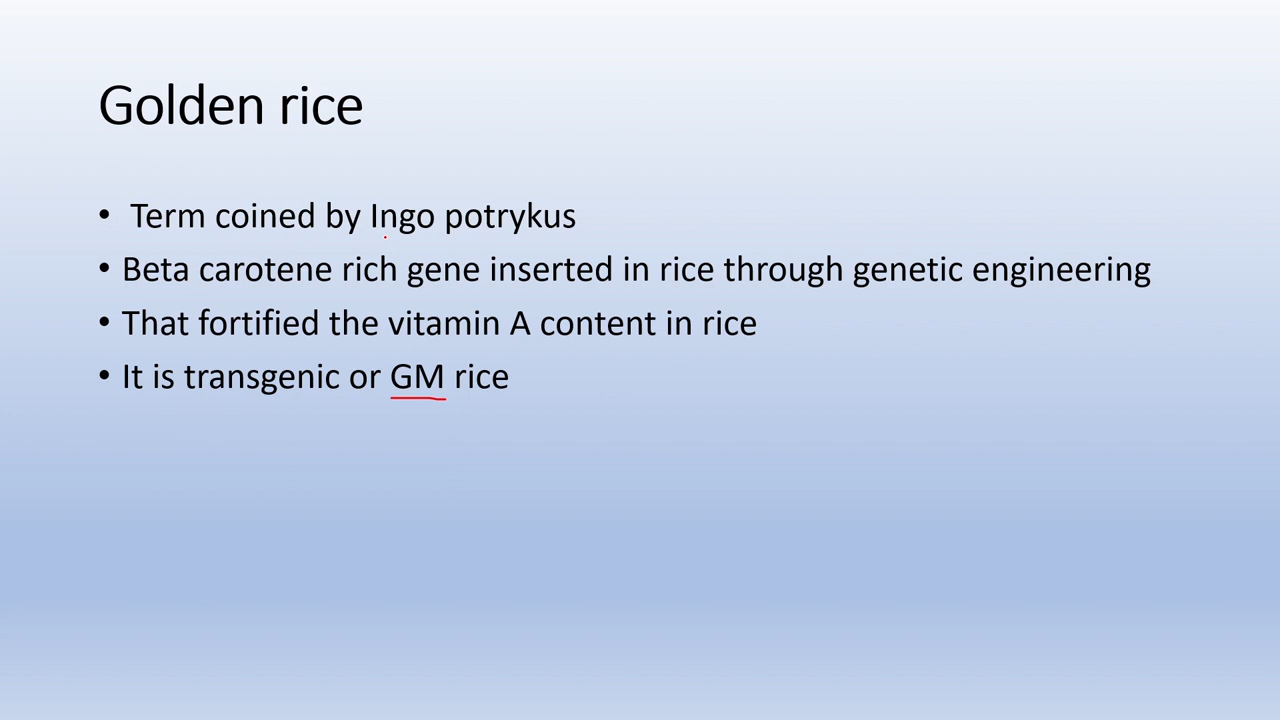 Golden rice
• Term coined by Ingo potrykus
• Beta carotene rich gene inserted in rice through genetic engineering
• That fortified the vitamin A content in rice
• It is transgenic or GM rice